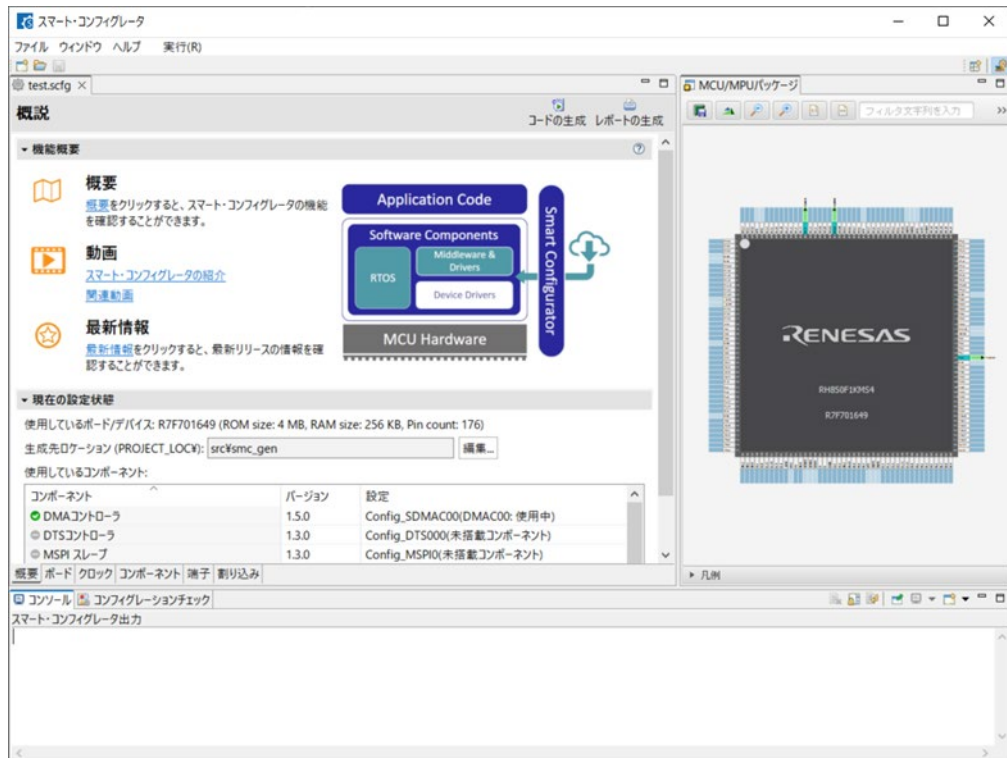 スマート・コンフィグレータ
ファイル ウィンドウ ヘルプ 実行(R)
test.scfg
概説
コードの生成 レポートの生成
機能概要
概要
概要をクリックすると、スマート・コンフィグレータの機能
を確認することができます。
動画
スマート・コンフィグレータの紹介
関連動画
最新情報
最新情報をクリックすると、最新リリースの情報を確
認することができます。
Application Code
Software Components
RTOS
Middleware &
Drivers
Device Drivers
MCU Hardware
Smart Configurator
現在の設定状態
使用しているボード/デバイス: R7F701649 (ROM size: 4 MB, RAM size: 256 KB, Pin count: 176)
生成先ロケーション (PROJECT_LOC¥): src¥smc_gen 編集...
使用しているコンポーネント:
コンポーネント バージョン 設定
DMAコントローラ 1.5.0 Config_SDMAC00(DMAC00: 使用中)
DTSコントローラ 1.3.0 Config_DTS000(未搭載コンポーネント)
MSPI スレーブ 1.3.0 Config_MSPI0(未搭載コンポーネント)
概要 ボード クロック コンポーネント 端子 割り込み
MCU/MPUパッケージ
フィルタ文字列を入力
RENESAS
RH850F1KMS4
R7F701649
凡例
コンソール コンフィグレーションチェック
スマート・コンフィグレータ出力